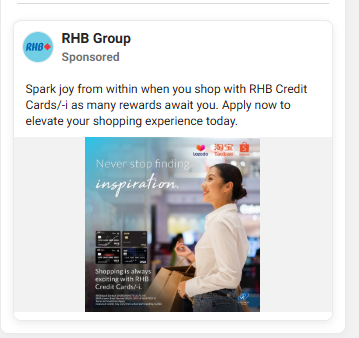 RHB
RHB Group
Sponsored
Spark joy from within when you shop with RHB Credit
Cards/-i as many rewards await you. Apply now to
elevate your shopping experience today.
Lazada
淘宝
Taobao
Never stop finding
inspiration.
Shopping is always
exciting with RHB
Credit Cards/-i.